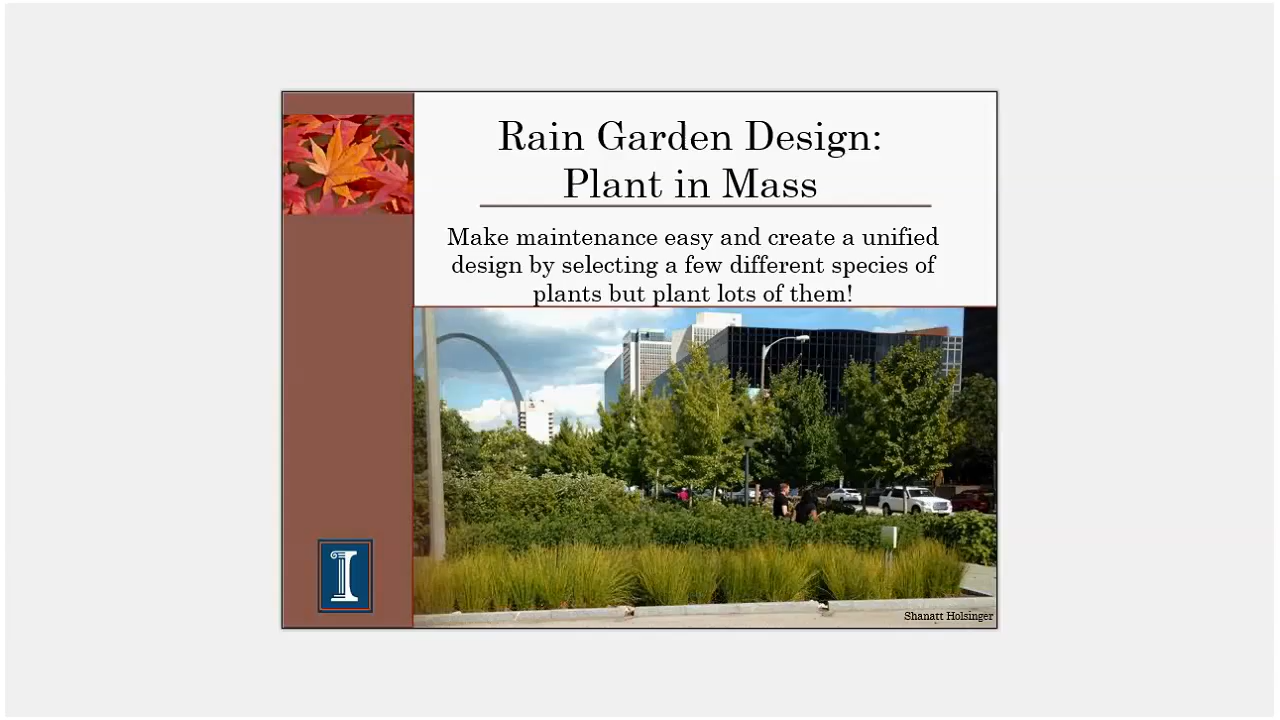 Rain Garden Design:
Plant in Mass
Make maintenance easy and create a unified
design by selecting a few different species of
plants but plant lots of them!
Shanatt Holsinger